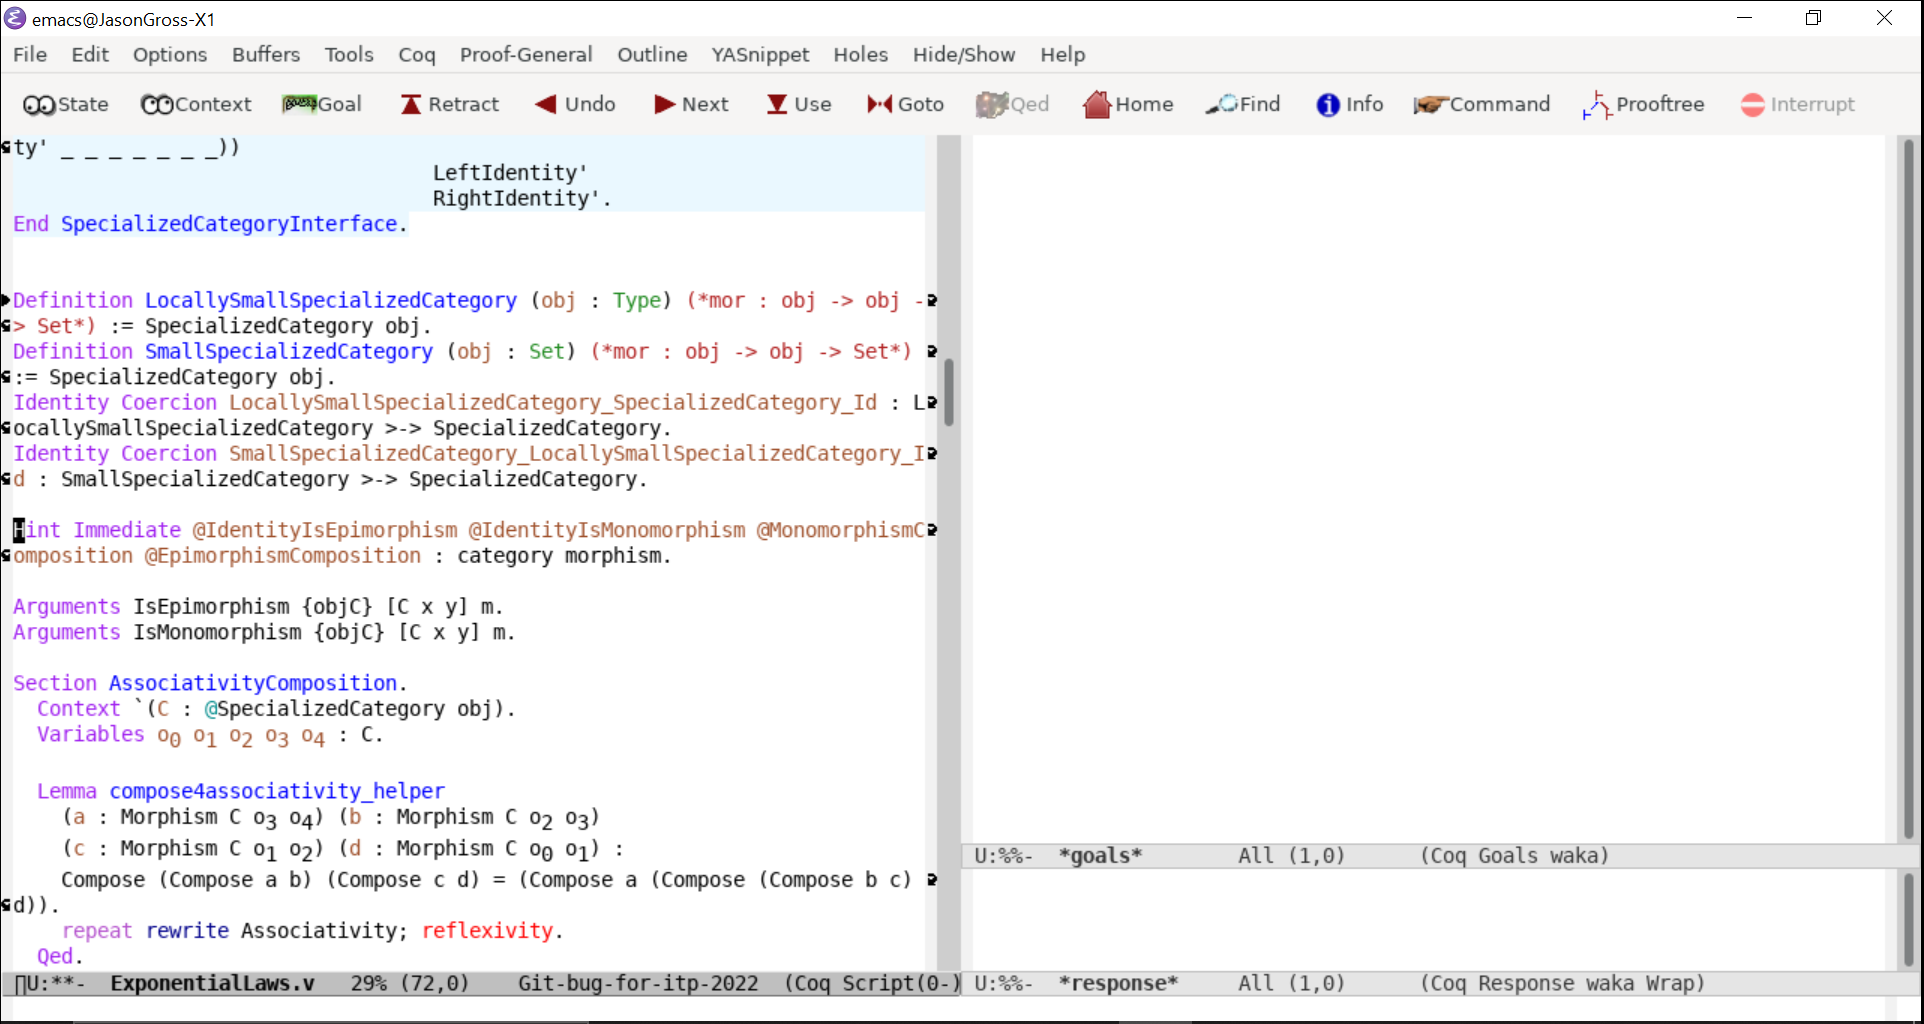 emacs@JasonGross-X1
File Edit Options Buffers Tools Coq Proof-General Outline YASnippet Holes Hide/Show Help
State Context Goal Retract Undo Next Use Goto Qed Home Find Info Command Prooftree Interrupt
ty' _ _ _ _ _ _ _))
LeftIdentity'
RightIdentity'.
End SpecializedCategoryInterface.
Definition LocallySmallSpecializedCategory (obj : Type) (*mor : obj -> obj -
> Set*) := SpecializedCategory obj.
Definition SmallSpecializedCategory (obj : Set) (*mor : obj -> obj -> Set*)
:= SpecializedCategory obj.
Identity Coercion LocallySmallSpecializedCategory_SpecializedCategory_Id : L
ocallySmallSpecializedCategory >-> SpecializedCategory.
Identity Coercion SmallSpecializedCategory_LocallySmallSpecializedCategory_I
d : SmallSpecializedCategory >-> SpecializedCategory.
Hint Immediate @IdentityIsEpimorphism @IdentityIsMonomorphism @MonomorphismC
omposition @EpimorphismComposition : category morphism.
Arguments IsEpimorphism {objC} [C x y] m.
Arguments IsMonomorphism {objC} [C x y] m.
Section AssociativityComposition.
Context `(C : @SpecializedCategory obj).
Variables o0 o1 o2 o3 o4 : C.
Lemma compose4associativity_helper
(a : Morphism C o3 o4) (b : Morphism C o2 o3)
(c : Morphism C o1 o2) (d : Morphism C o0 o1) :
Compose (Compose a b) (Compose c d) = (Compose a (Compose (Compose b c)
d)).
repeat rewrite Associativity; reflexivity.
Qed.
U:**- ExponentialLaws.v 29% (72,0) Git-bug-for-itp-2022 (Coq Script(0-)
U:%%- *goals* All (1,0) (Coq Goals waka)
U:%%- *response* All (1,0) (Coq Response waka Wrap)